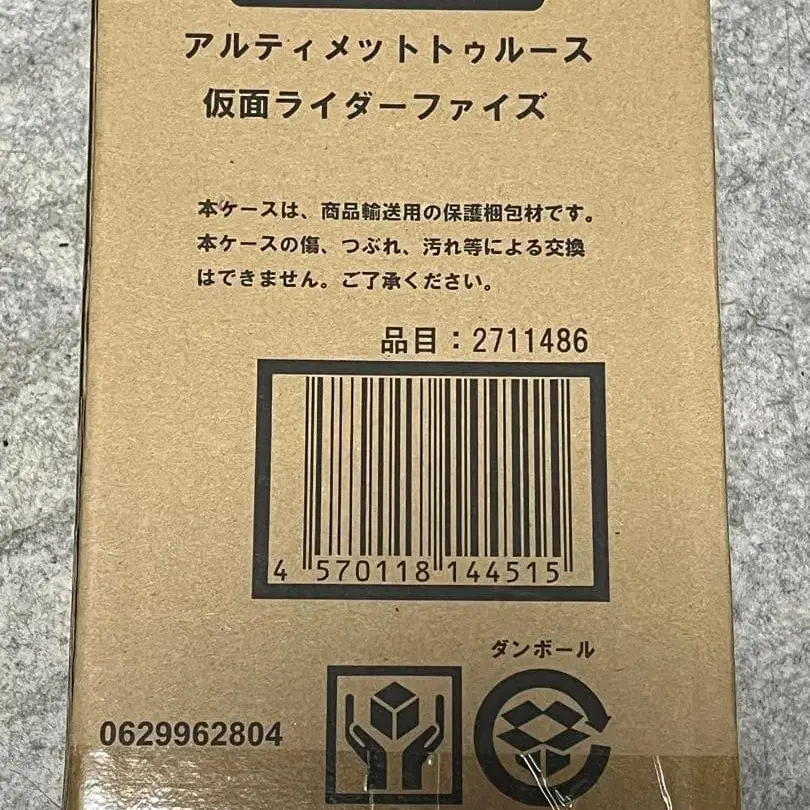 アルティメットトゥルース
仮面ライダーファイズ
本ケースは、商品輸送用の保護梱包材です。
本ケースの傷、つぶれ、汚れ等による交換
はできません。ご了承ください。
品目：2711486
4 570118 144515
ダンボール
0629962804